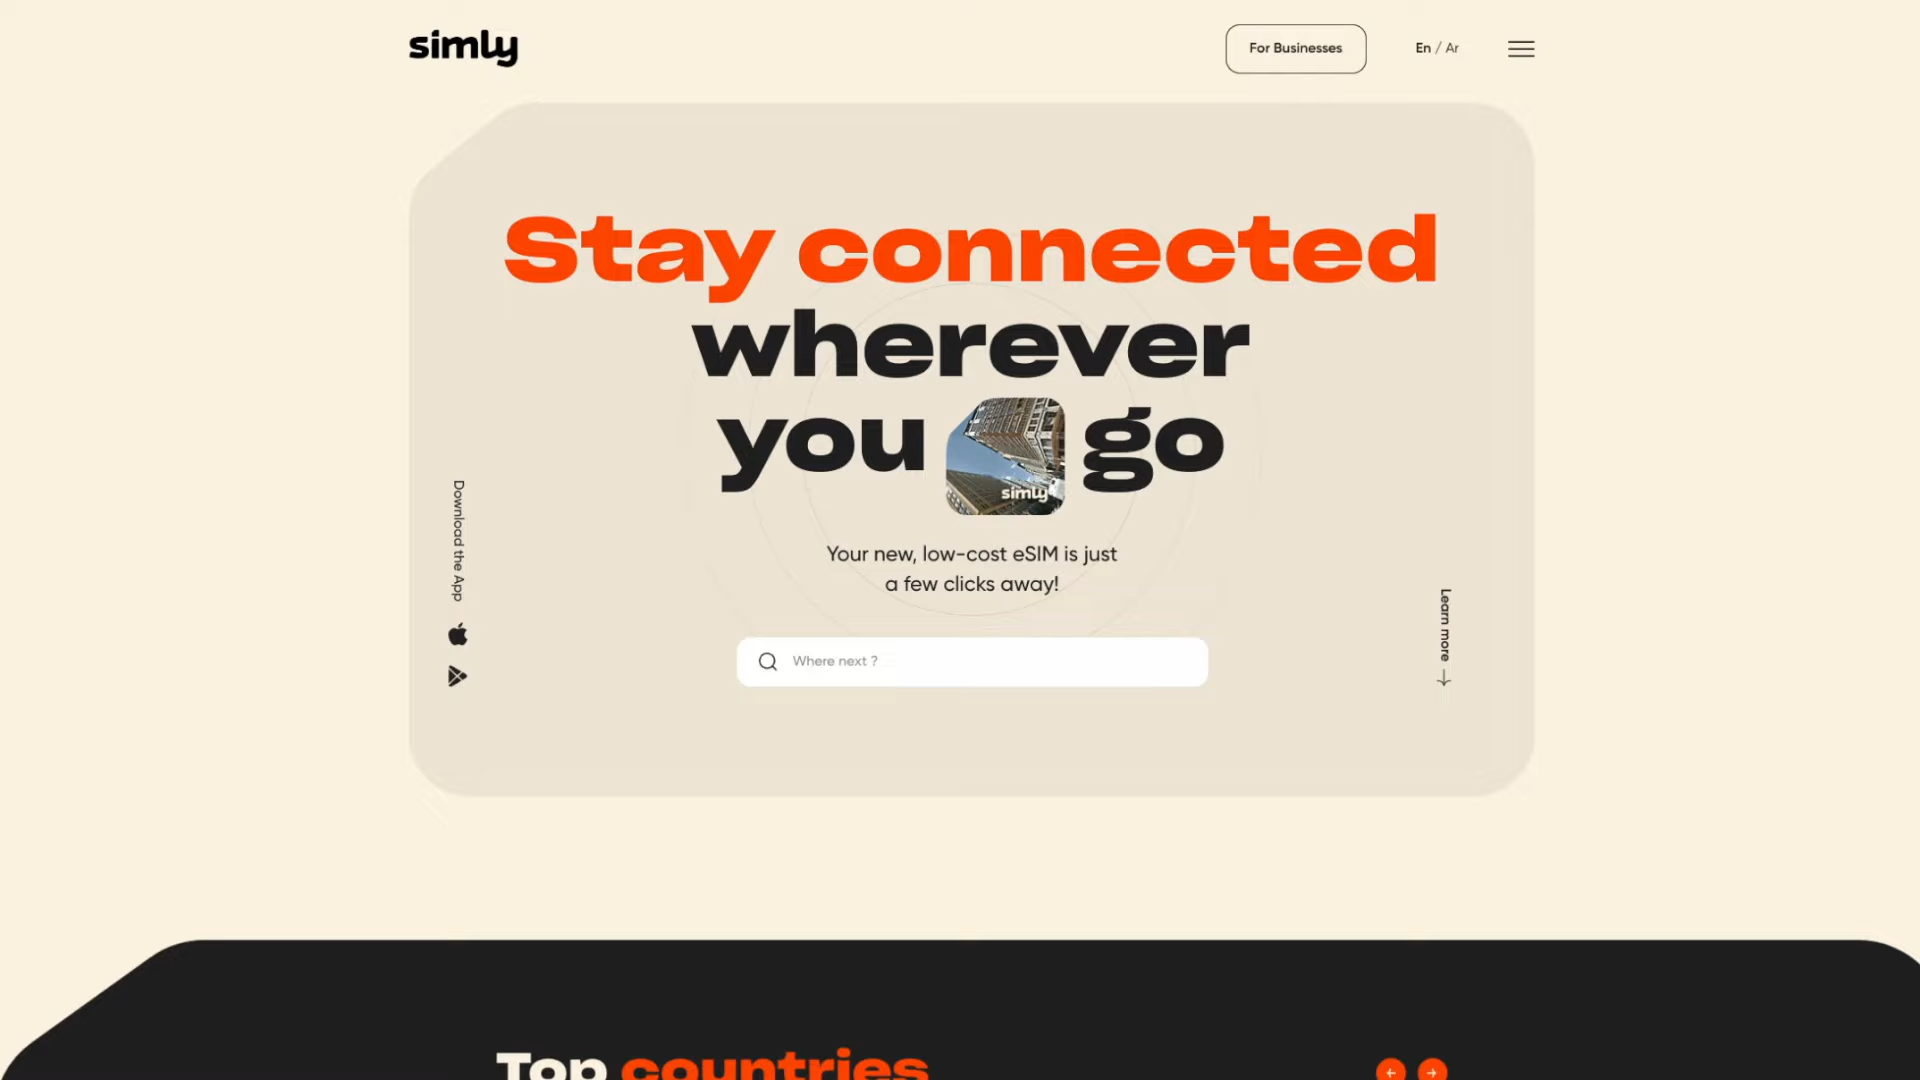 simly
For Businesses
En / Ar
Stay connected
wherever
you go
simly
Your new, low-cost eSIM is just
a few clicks away!
Where next ?
Download the App
Learn more
Top countries